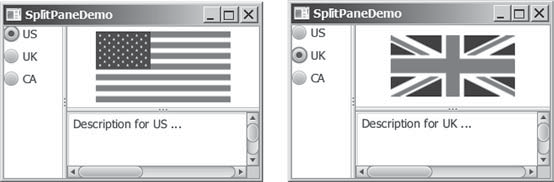 SplitPaneDemo
US
UK
CA
Description for US ...
SplitPaneDemo
US
UK
CA
Description for UK ...